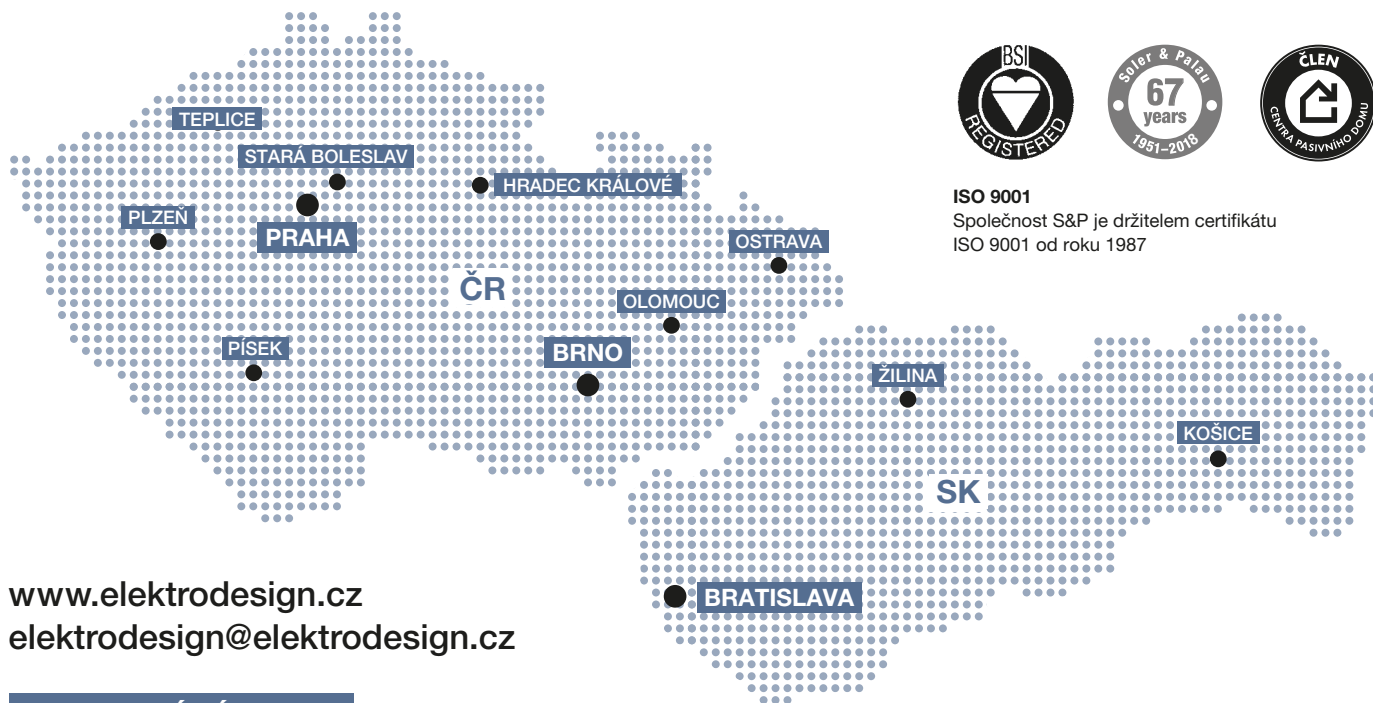 BSI
REGISTERED
Soler & Palau
67
years
1951–2018
ČLEN
CENTRA PASIVNÍHO DOMU
TEPLICE
STARÁ BOLESLAV
HRADEC KRÁLOVÉ
PLZEŇ
PRAHA
ISO 9001
Společnost S&P je držitelem certifikátu
ISO 9001 od roku 1987
OSTRAVA
ČR
OLOMOUC
PÍSEK
BRNO
ŽILINA
KOŠICE
SK
www.elektrodesign.cz
elektrodesign@elektrodesign.cz
BRATISLAVA